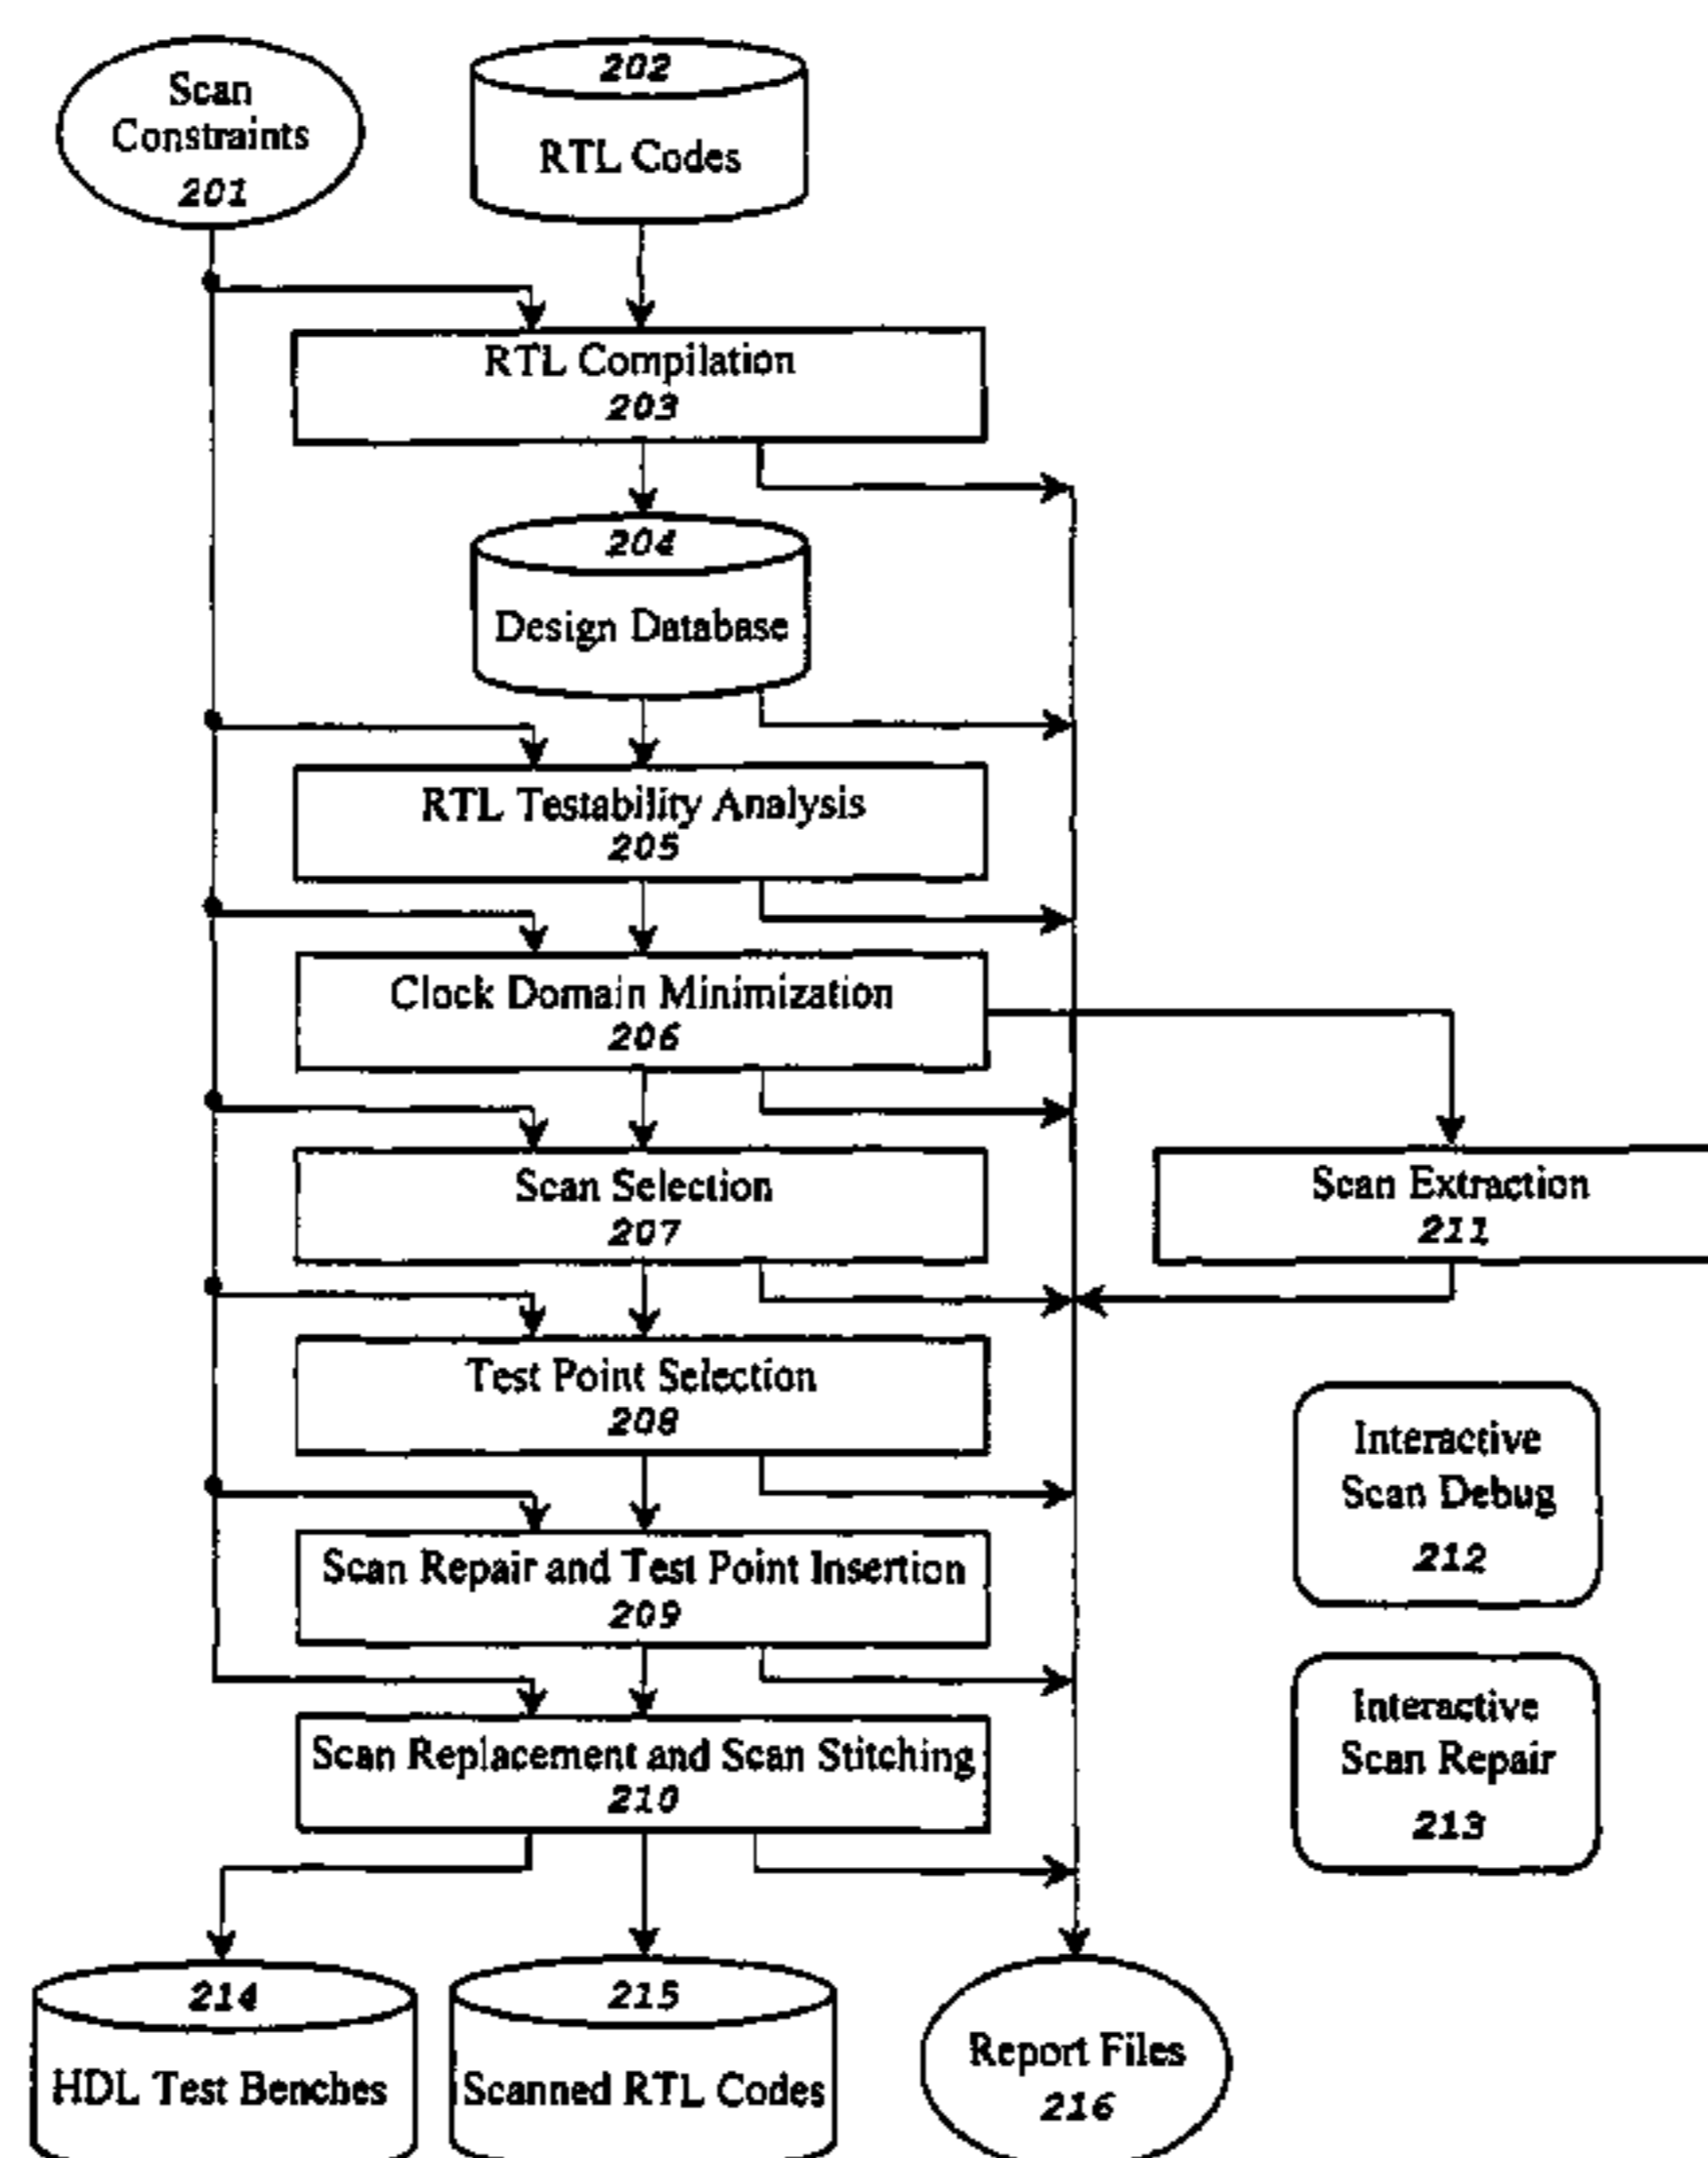 Scan
Constraints
201
202
RTL Codes
RTL Compilation
203
204
Design Database
RTL Testability Analysis
205
Clock Domain Minimization
206
Scan Selection
207
Scan Extraction
211
Test Point Selection
208
Interactive
Scan Debug
212
Scan Repair and Test Point Insertion
209
Interactive
Scan Repair
213
Scan Replacement and Scan Stitching
210
214
HDL Test Benches
215
Scanned RTL Codes
Report Files
216